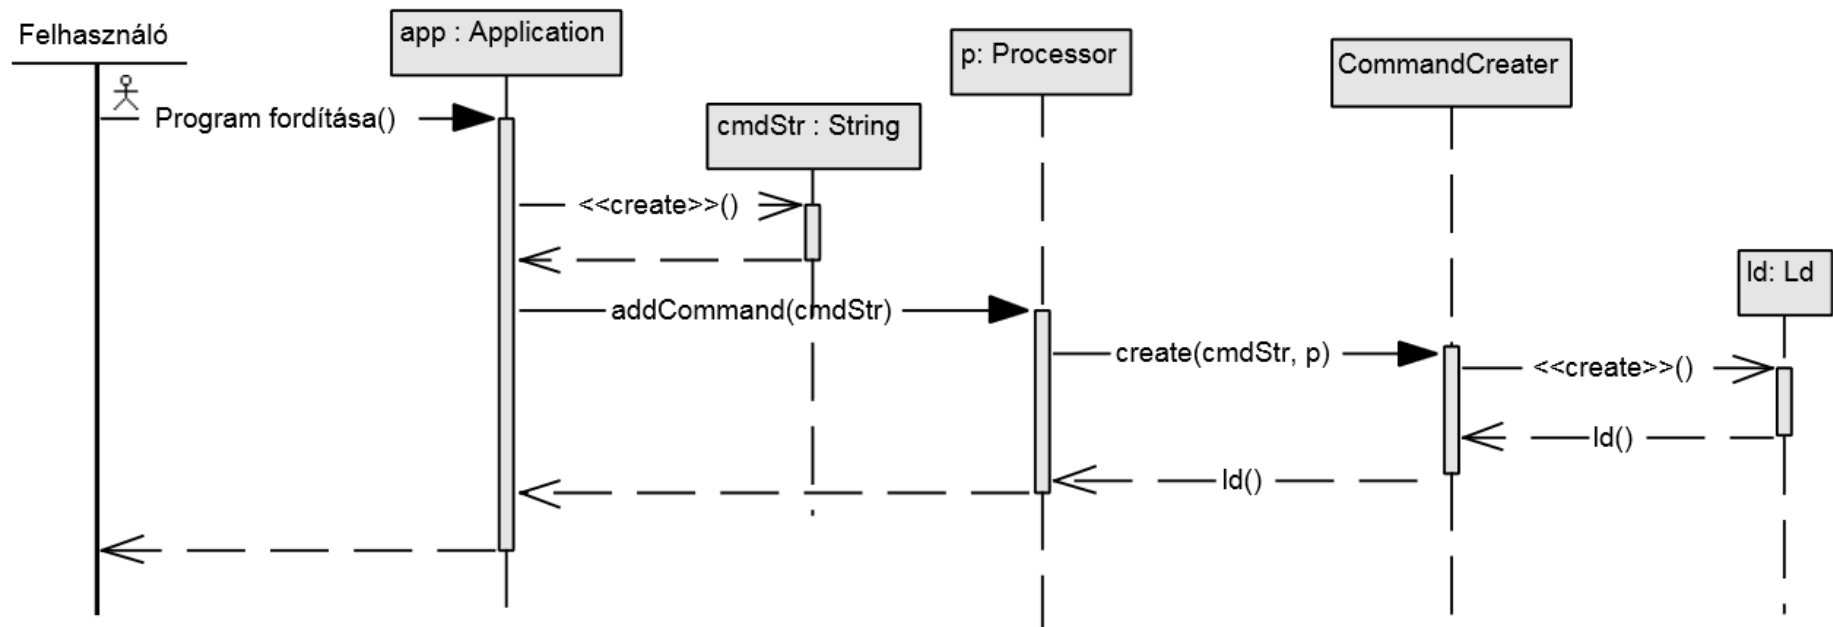 Felhasználó
app : Application
p: Processor
CommandCreater
Program fordítása()
cmdStr : String
<<create>>()
ld: Ld
addCommand(cmdStr)
create(cmdStr, p)
<<create>>()
ld()
ld()